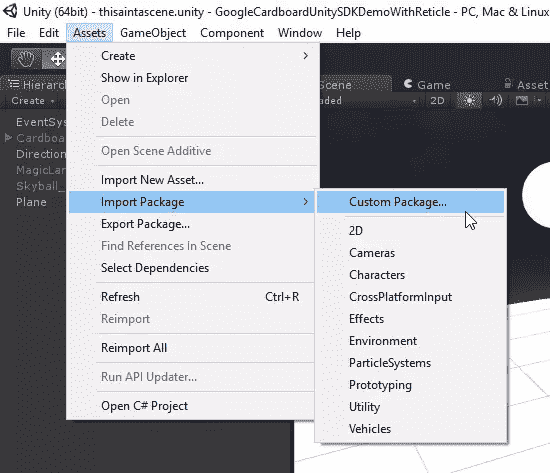 Unity (64bit) - thisaintascene.unity - GoogleCardboardUnitySDKDemoWithReticle - PC, Mac & Linux
File Edit Assets GameObject Component Window Help
Hierarc Scene Game Asset
Create aded 2D
EventSys
Cardboa
Direction
MagicLan
Skyball_
Plane
Create
Show in Explorer
Open
Delete
Open Scene Additive
Import New Asset...
Import Package
Export Package...
Find References In Scene
Select Dependencies
Refresh Ctrl+R
Reimport
Reimport All
Run API Updater...
Open C# Project
Custom Package...
2D
Cameras
Characters
CrossPlatformInput
Effects
Environment
ParticleSystems
Prototyping
Utility
Vehicles